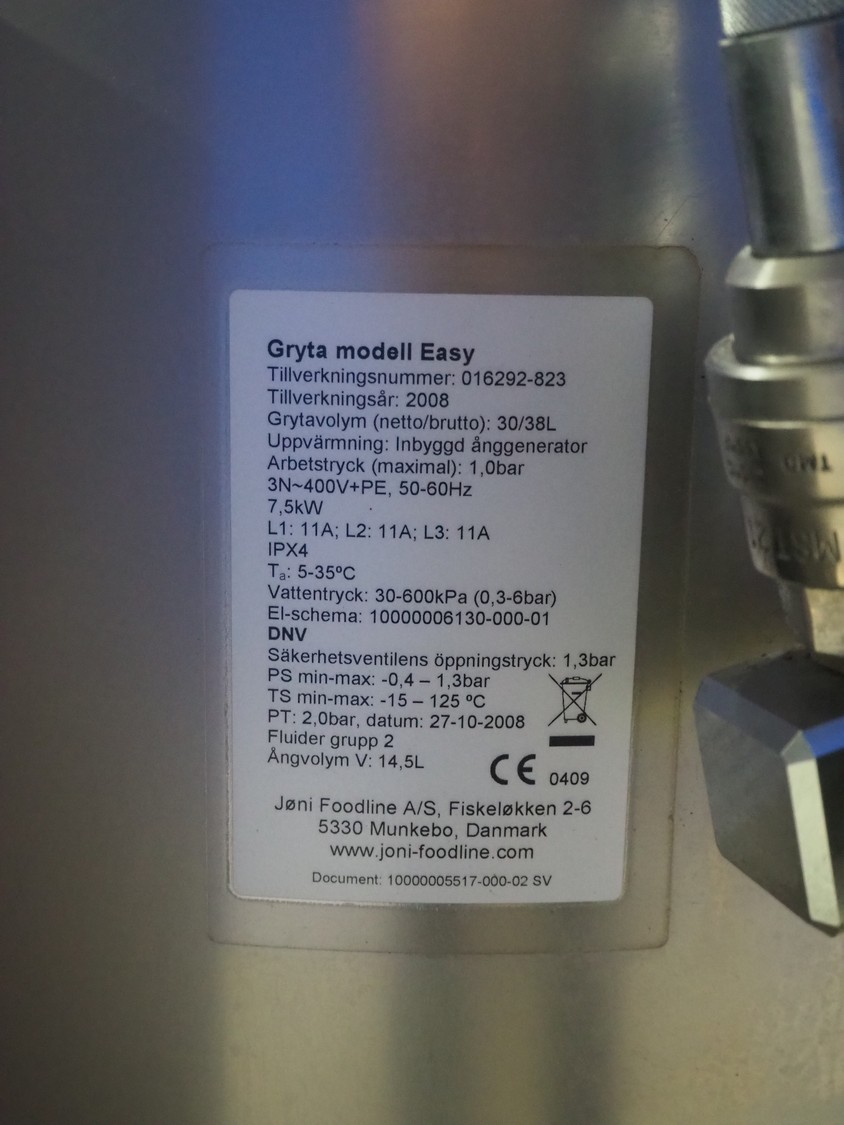 Gryta modell Easy
Tillverkningsnummer: 016292-823
Tillverkningsår: 2008
Grytavolym (netto/brutto): 30/38L
Uppvärmning: Inbyggd ånggenerator
Arbetstryck (maximal): 1,0bar
3N~400V+PE, 50-60Hz
7,5kW
L1: 11A; L2: 11A; L3: 11A
IPX4
Tₐ: 5-35ºC
Vattentryck: 30-600kPa (0,3-6bar)
El-schema: 10000006130-000-01
DNV
Säkerhetsventilens öppningstryck: 1,3bar
PS min-max: -0,4 – 1,3bar
TS min-max: -15 – 125 ºC
PT: 2,0bar, datum: 27-10-2008
Fluider grupp 2
Ångvolym V: 14,5L
CE 0409
Jøni Foodline A/S, Fiskeløkken 2-6
5330 Munkebo, Danmark
www.joni-foodline.com
Document: 10000005517-000-02 SV